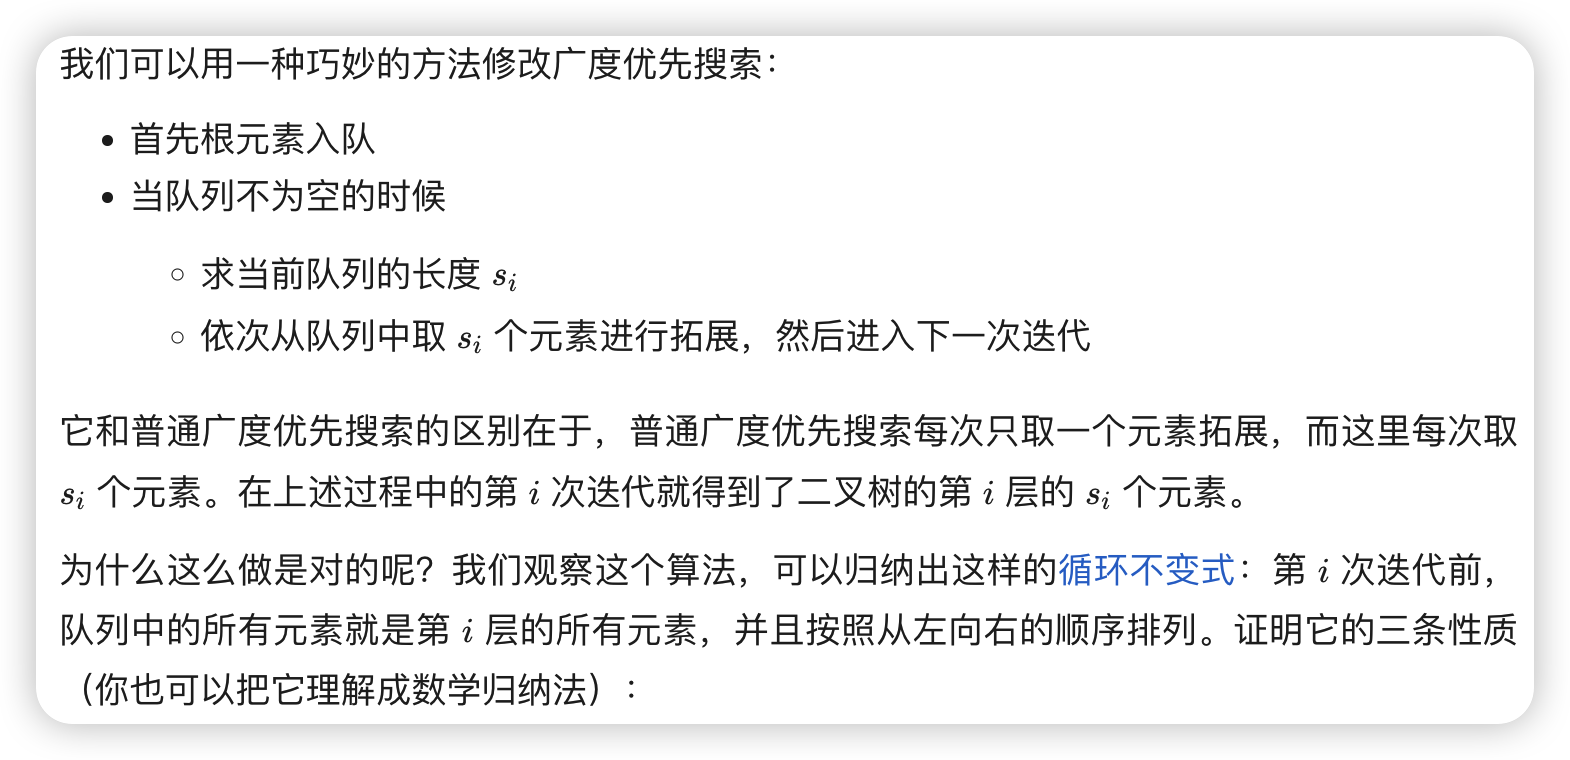 我们可以用一种巧妙的方法修改广度优先搜索：
• 首先根元素入队
• 当队列不为空的时候
◦ 求当前队列的长度 sᵢ
◦ 依次从队列中取 sᵢ 个元素进行拓展，然后进入下一次迭代
它和普通广度优先搜索的区别在于，普通广度优先搜索每次只取一个元素拓展，而这里每次取
sᵢ 个元素。在上述过程中的第 i 次迭代就得到了二叉树的第 i 层的 sᵢ 个元素。
为什么这么做是对的呢？我们观察这个算法，可以归纳出这样的循环不变式：第 i 次迭代前，
队列中的所有元素就是第 i 层的所有元素，并且按照从左向右的顺序排列。证明它的三条性质
（你也可以把它理解成数学归纳法）：